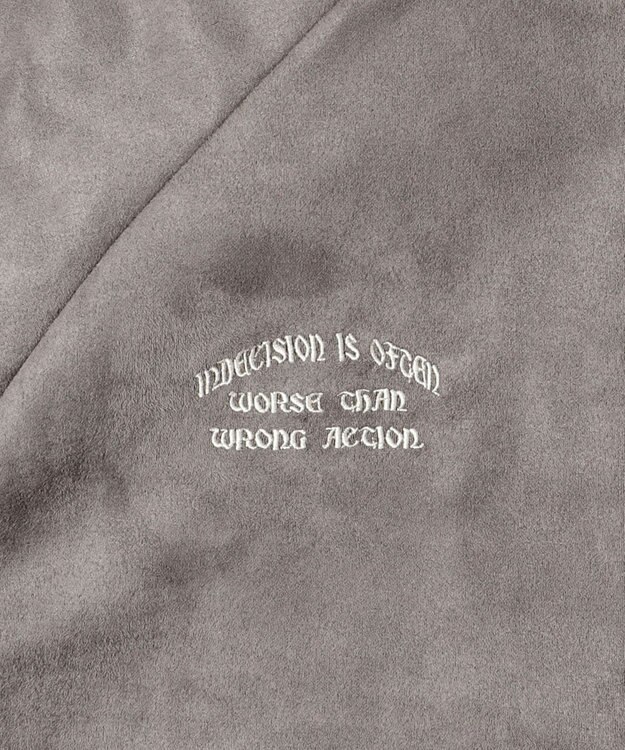 INDECISION IS OFTEN
WORSE THAN
WRONG ACTION